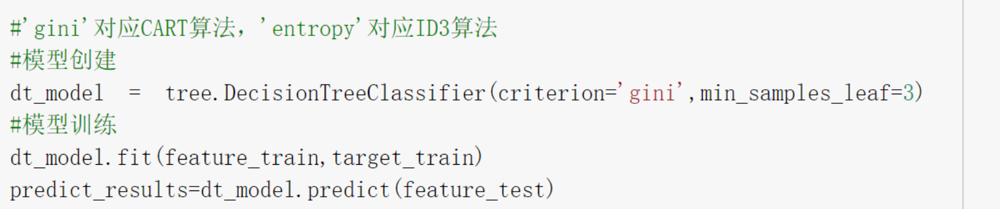 #'gini'对应CART算法，'entropy'对应ID3算法
#模型创建
dt_model = tree.DecisionTreeClassifier(criterion='gini',min_samples_leaf=3)
#模型训练
dt_model.fit(feature_train,target_train)
predict_results=dt_model.predict(feature_test)